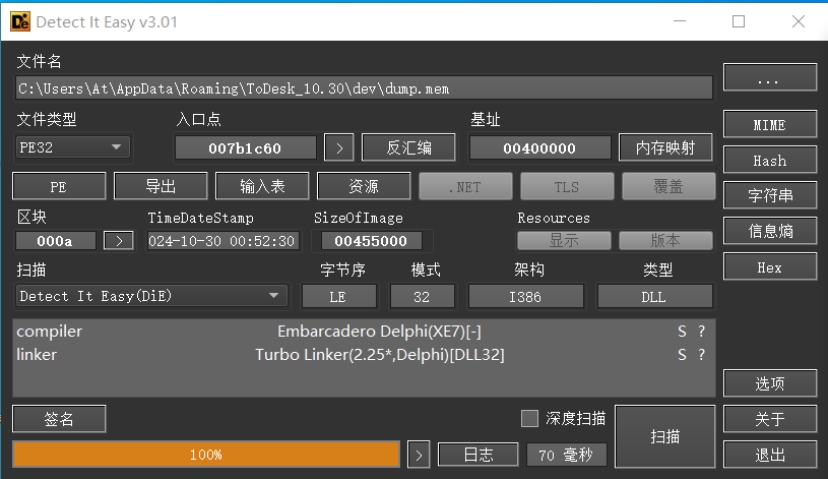 Detect It Easy v3.01
文件名
C:\Users\At\AppData\Roaming\ToDesk_10.30\dev\dump.mem
...
文件类型 入口点 基址
PE32 007b1c60 > 反汇编 00400000 内存映射 MIME
Hash
PE 导出 输入表 资源 .NET TLS 覆盖 字符串
区块 TimeDateStamp SizeOfImage Resources
000a > 024-10-30 00:52:30 00455000 显示 版本 信息熵
扫描 字节序 模式 架构 类型 Hex
Detect It Easy(DiE) LE 32 I386 DLL
compiler Embarcadero Delphi(XE7)[-] S ?
linker Turbo Linker(2.25*,Delphi)[DLL32] S ?
选项
签名 深度扫描 扫描 关于
100% > 日志 70 毫秒 退出